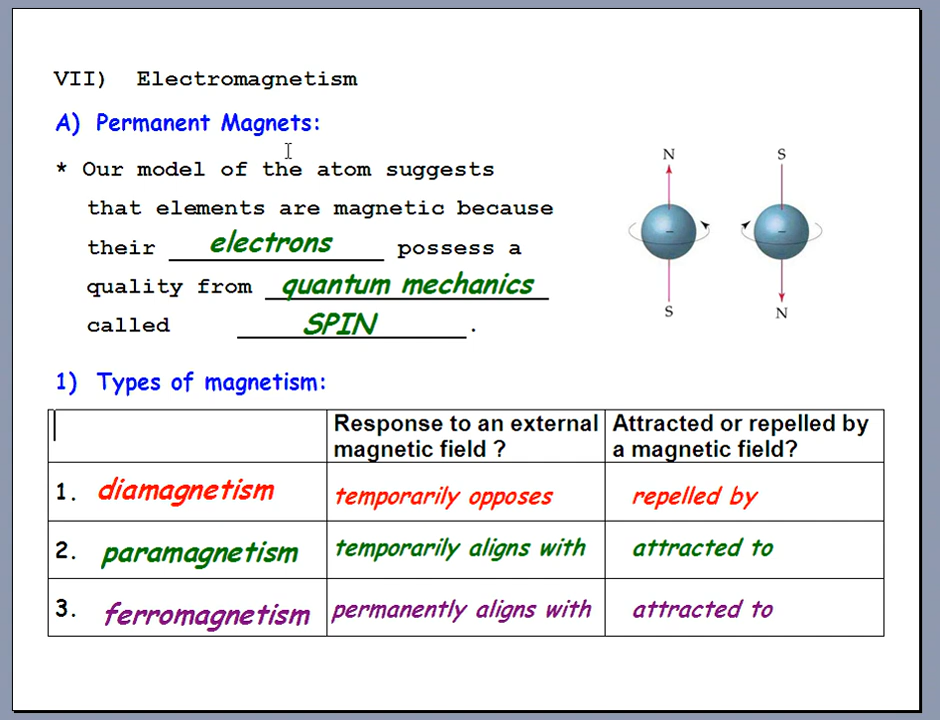 VII) Electromagnetism
A) Permanent Magnets:
* Our model of the atom suggests
that elements are magnetic because
their electrons possess a
quality from quantum mechanics
called SPIN.
N S
- -
S N
1) Types of magnetism:
Response to an external magnetic field ? Attracted or repelled by a magnetic field?
1. diamagnetism temporarily opposes repelled by
2. paramagnetism temporarily aligns with attracted to
3. ferromagnetism permanently aligns with attracted to